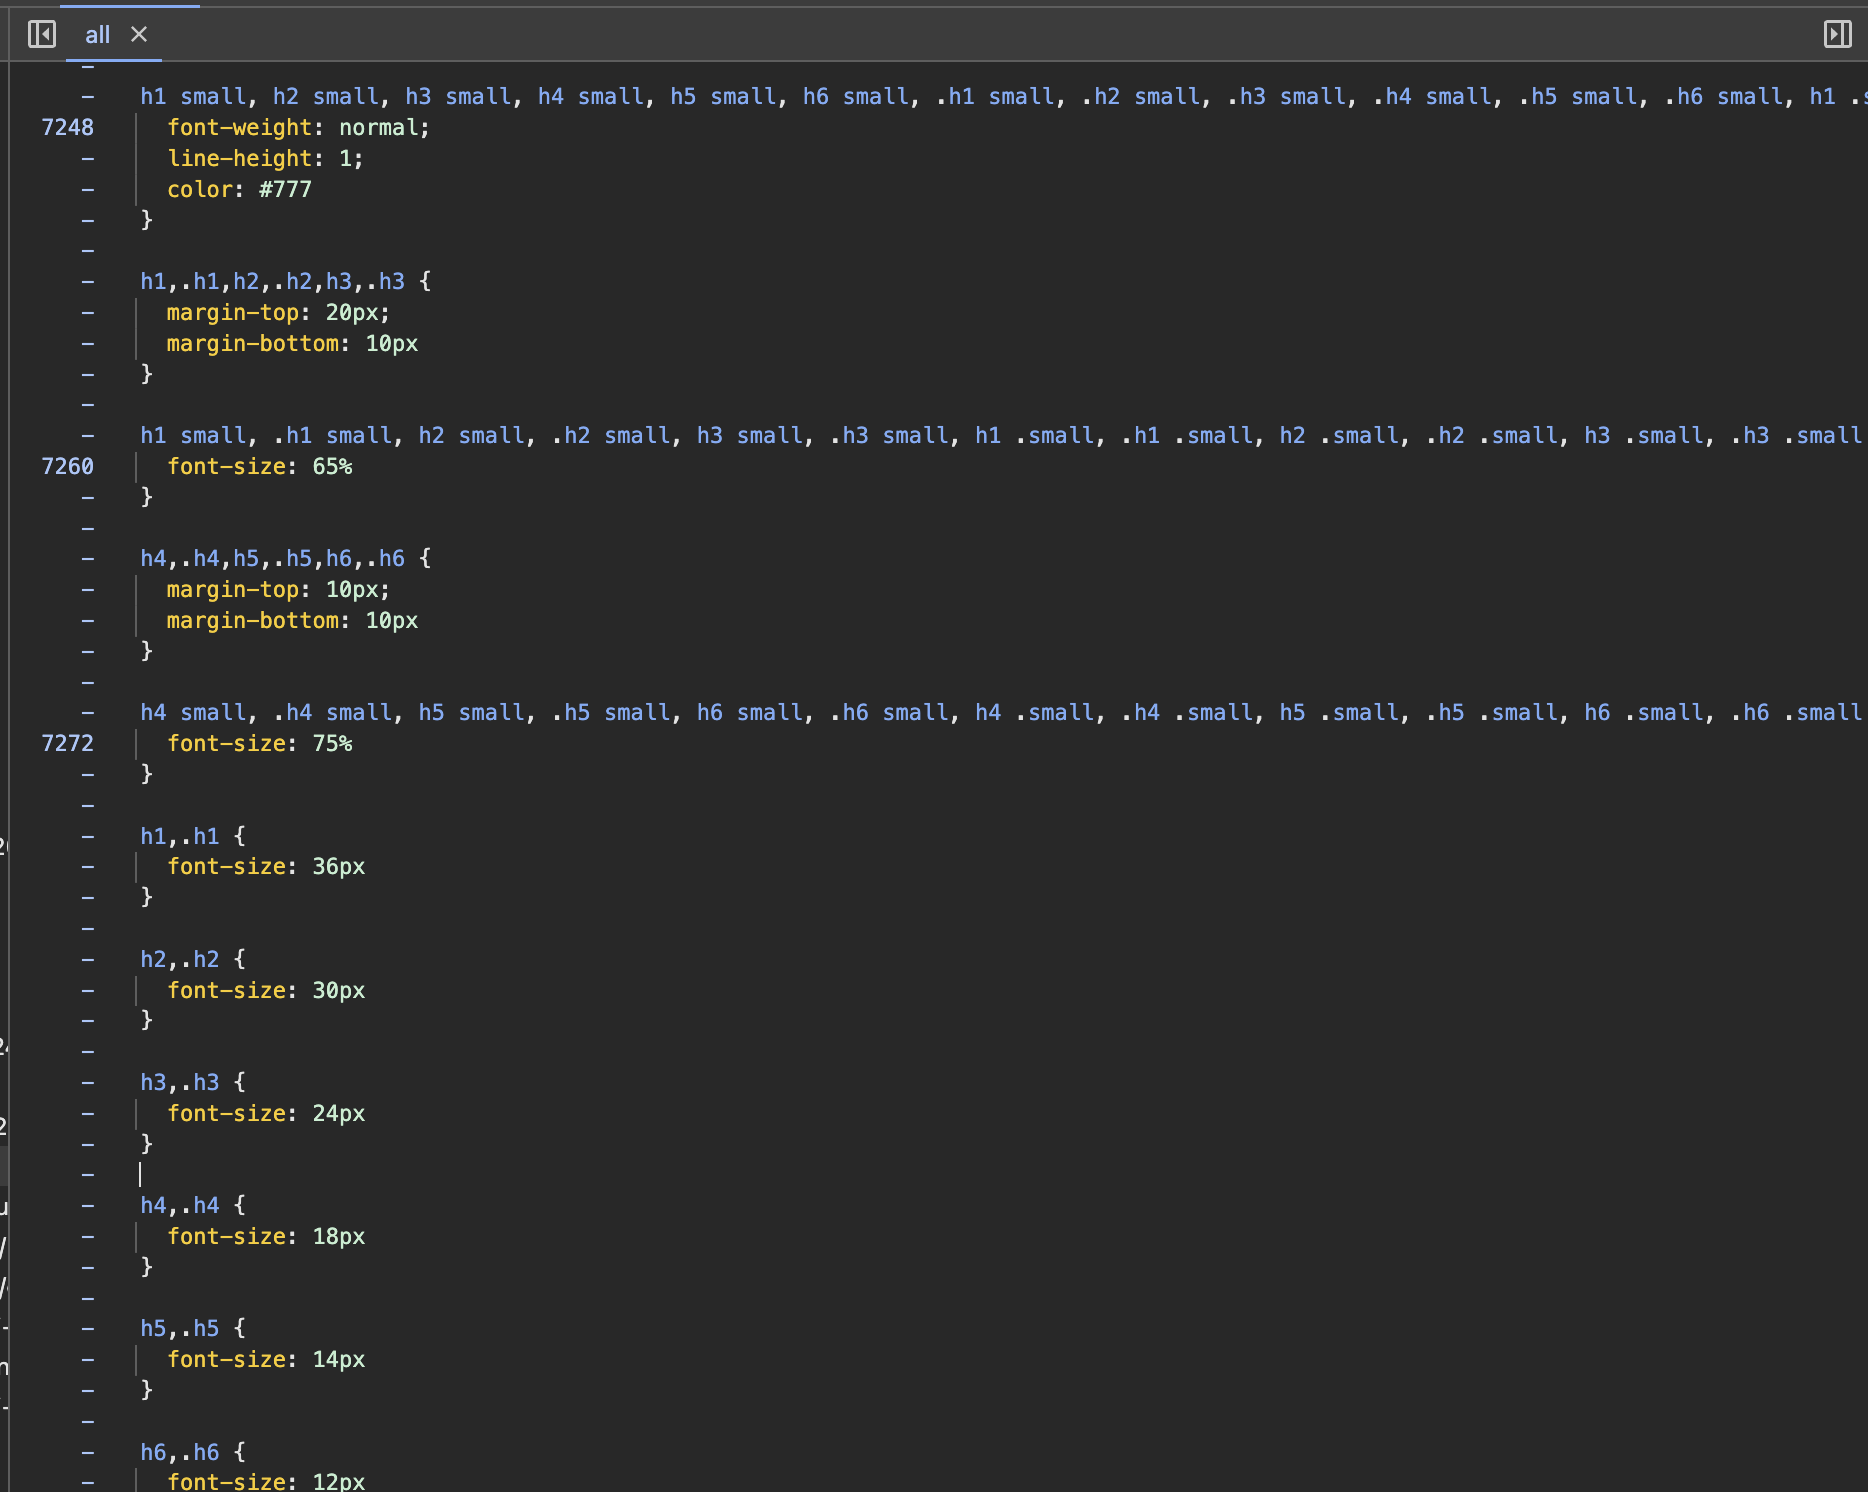 all ×
–
– h1 small, h2 small, h3 small, h4 small, h5 small, h6 small, .h1 small, .h2 small, .h3 small, .h4 small, .h5 small, .h6 small, h1 .s
7248 font-weight: normal;
– line-height: 1;
– color: #777
– }
–
– h1,.h1,h2,.h2,h3,.h3 {
– margin-top: 20px;
– margin-bottom: 10px
– }
–
– h1 small, .h1 small, h2 small, .h2 small, h3 small, .h3 small, h1 .small, .h1 .small, h2 .small, .h2 .small, h3 .small, .h3 .small
7260 font-size: 65%
– }
–
– h4,.h4,h5,.h5,h6,.h6 {
– margin-top: 10px;
– margin-bottom: 10px
– }
–
– h4 small, .h4 small, h5 small, .h5 small, h6 small, .h6 small, h4 .small, .h4 .small, h5 .small, .h5 .small, h6 .small, .h6 .small
7272 font-size: 75%
– }
–
– h1,.h1 {
– font-size: 36px
– }
–
– h2,.h2 {
– font-size: 30px
– }
–
– h3,.h3 {
– font-size: 24px
– }
–
– h4,.h4 {
– font-size: 18px
– }
–
– h5,.h5 {
– font-size: 14px
– }
–
– h6,.h6 {
– font-size: 12px